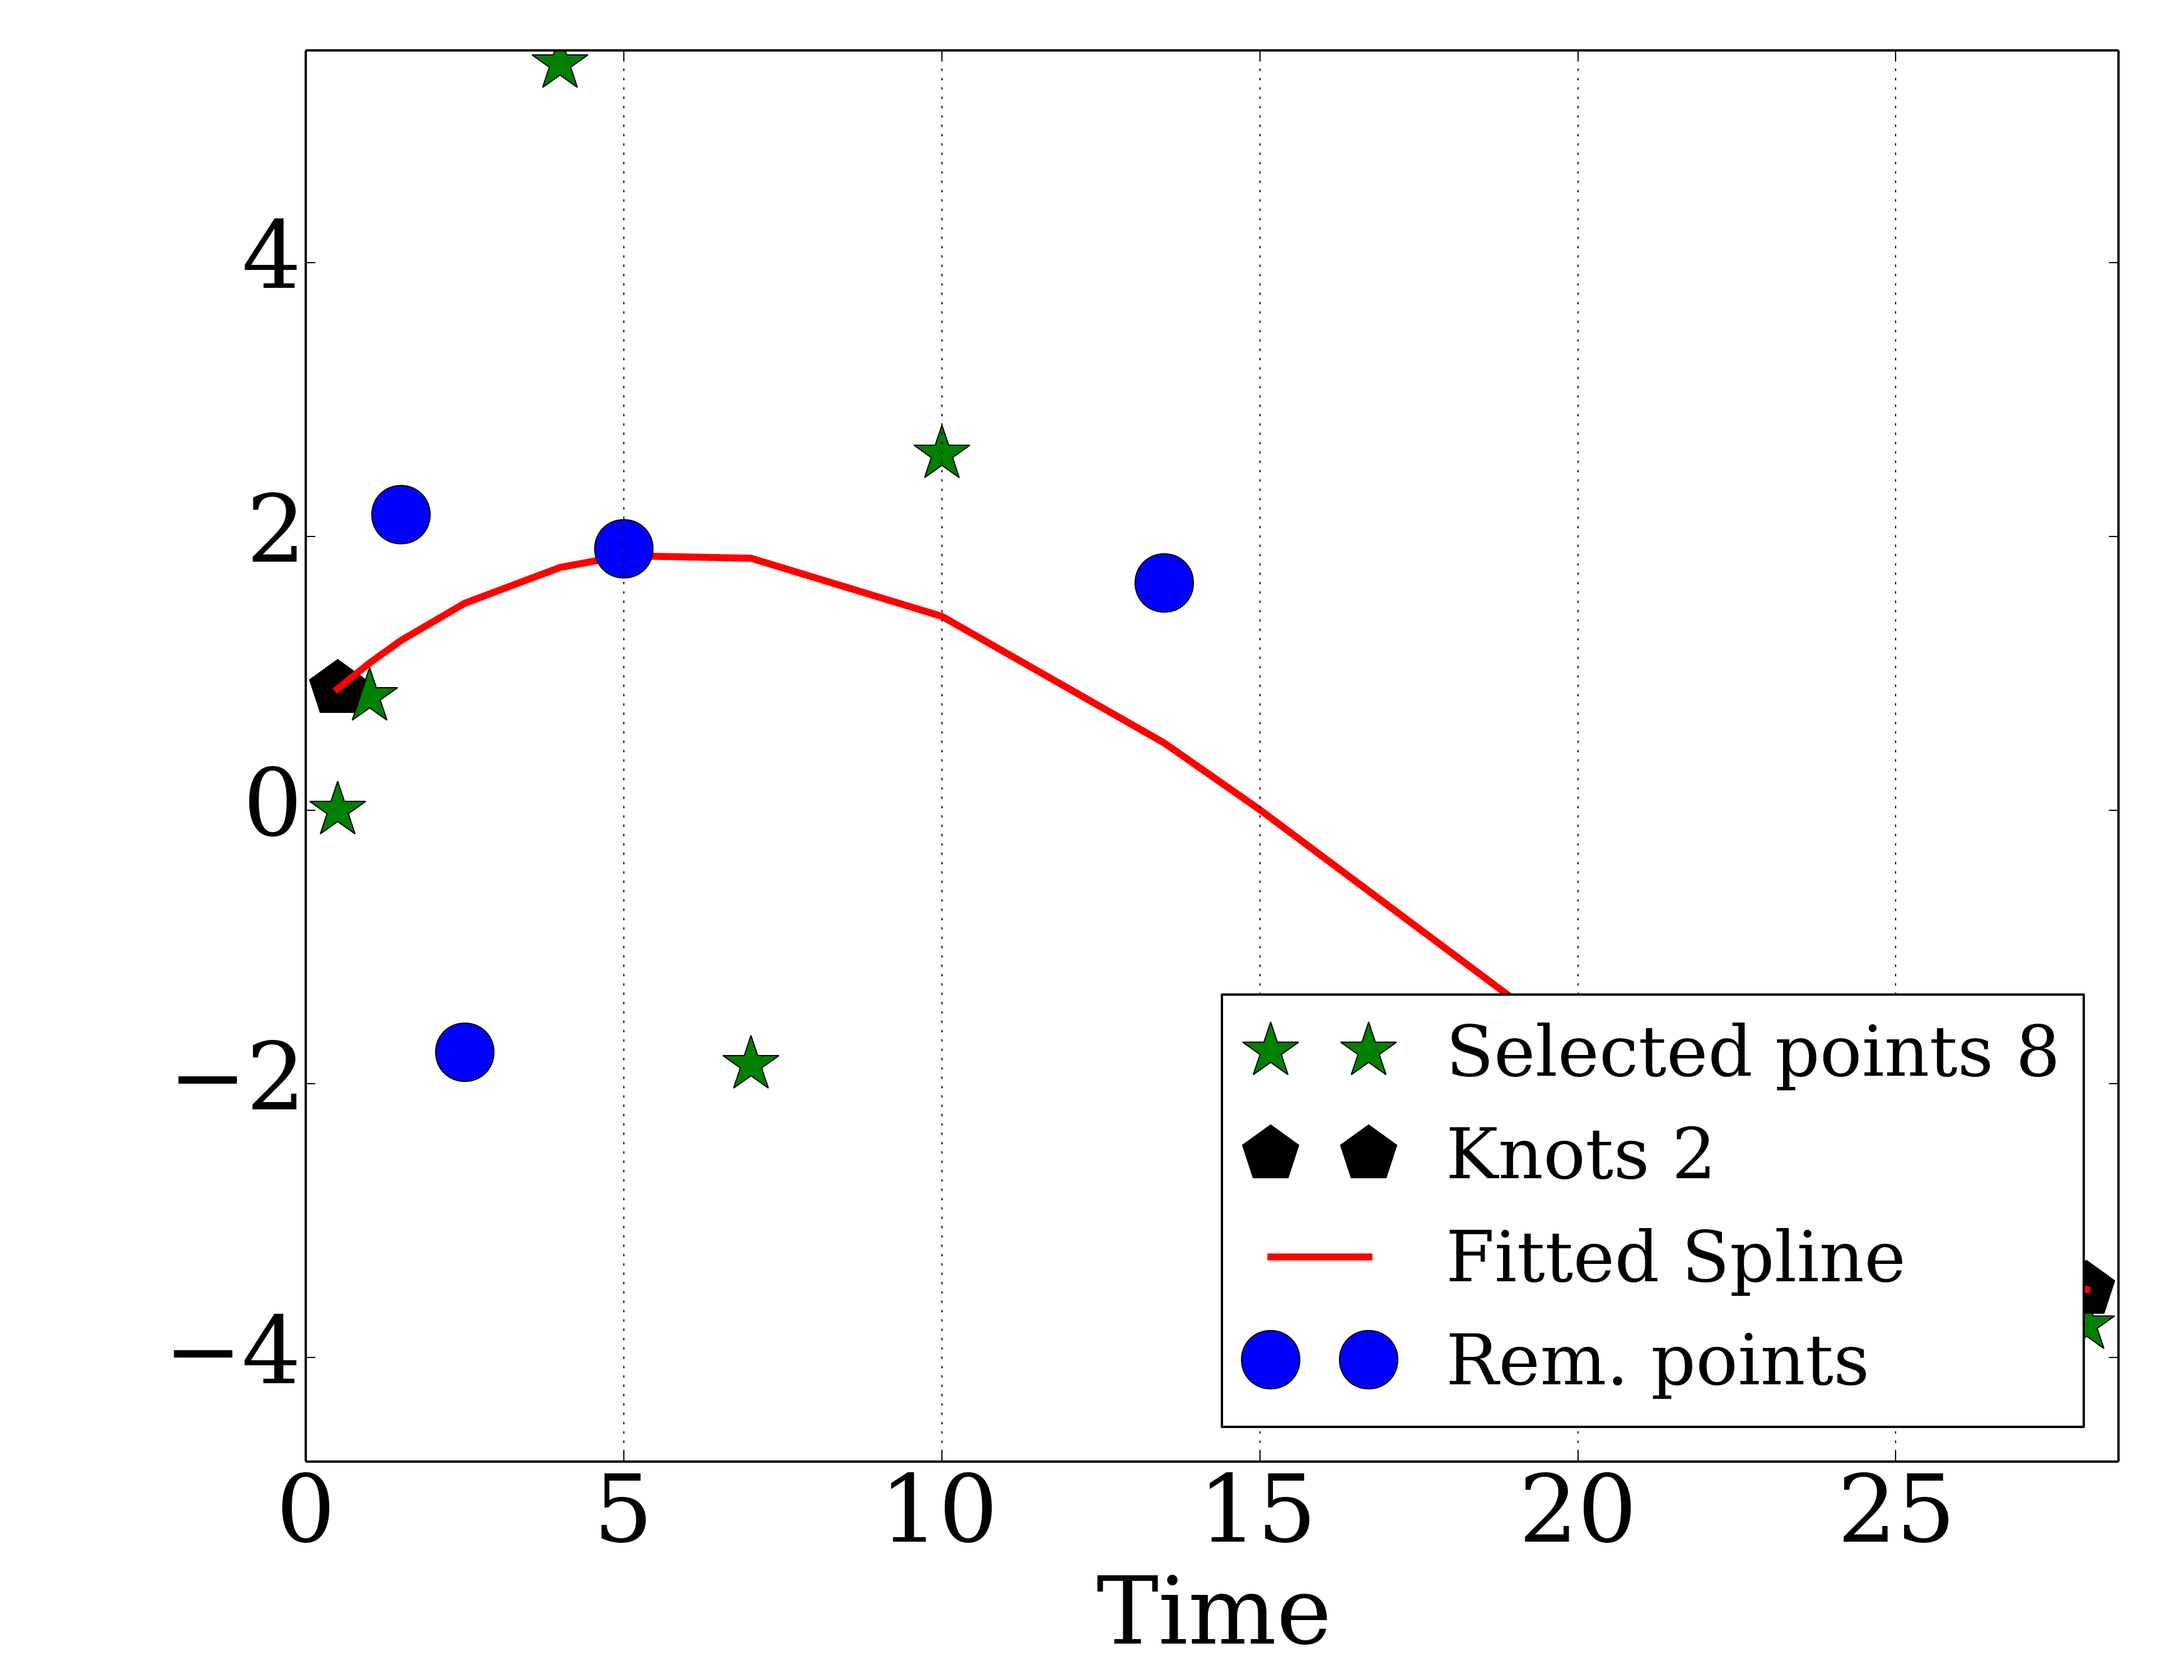 4
2
0
−2
−4
0 5 10 15 20 25
Time
Selected points 8
Knots 2
Fitted Spline
Rem. points